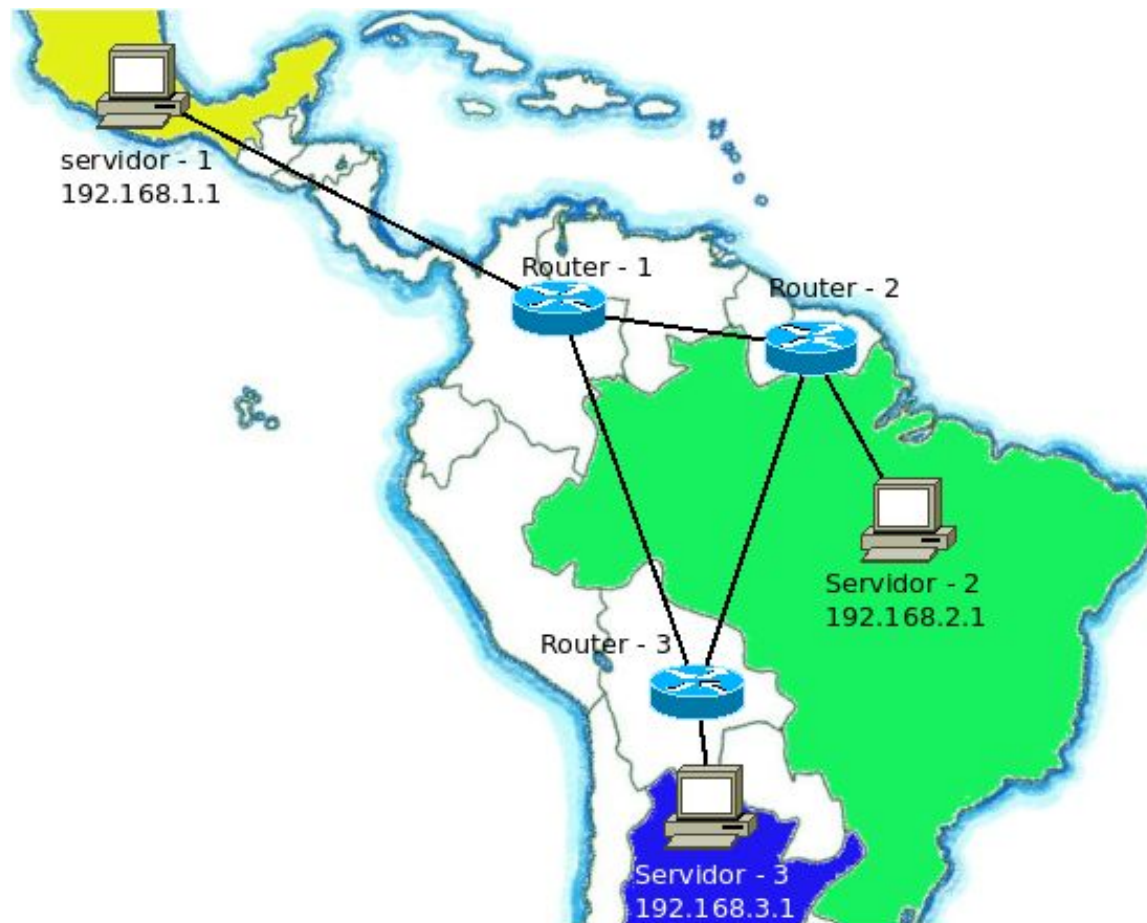 servidor - 1
192.168.1.1
Router - 1
Router - 2
Servidor - 2
192.168.2.1
Router - 3
Servidor - 3
192.168.3.1